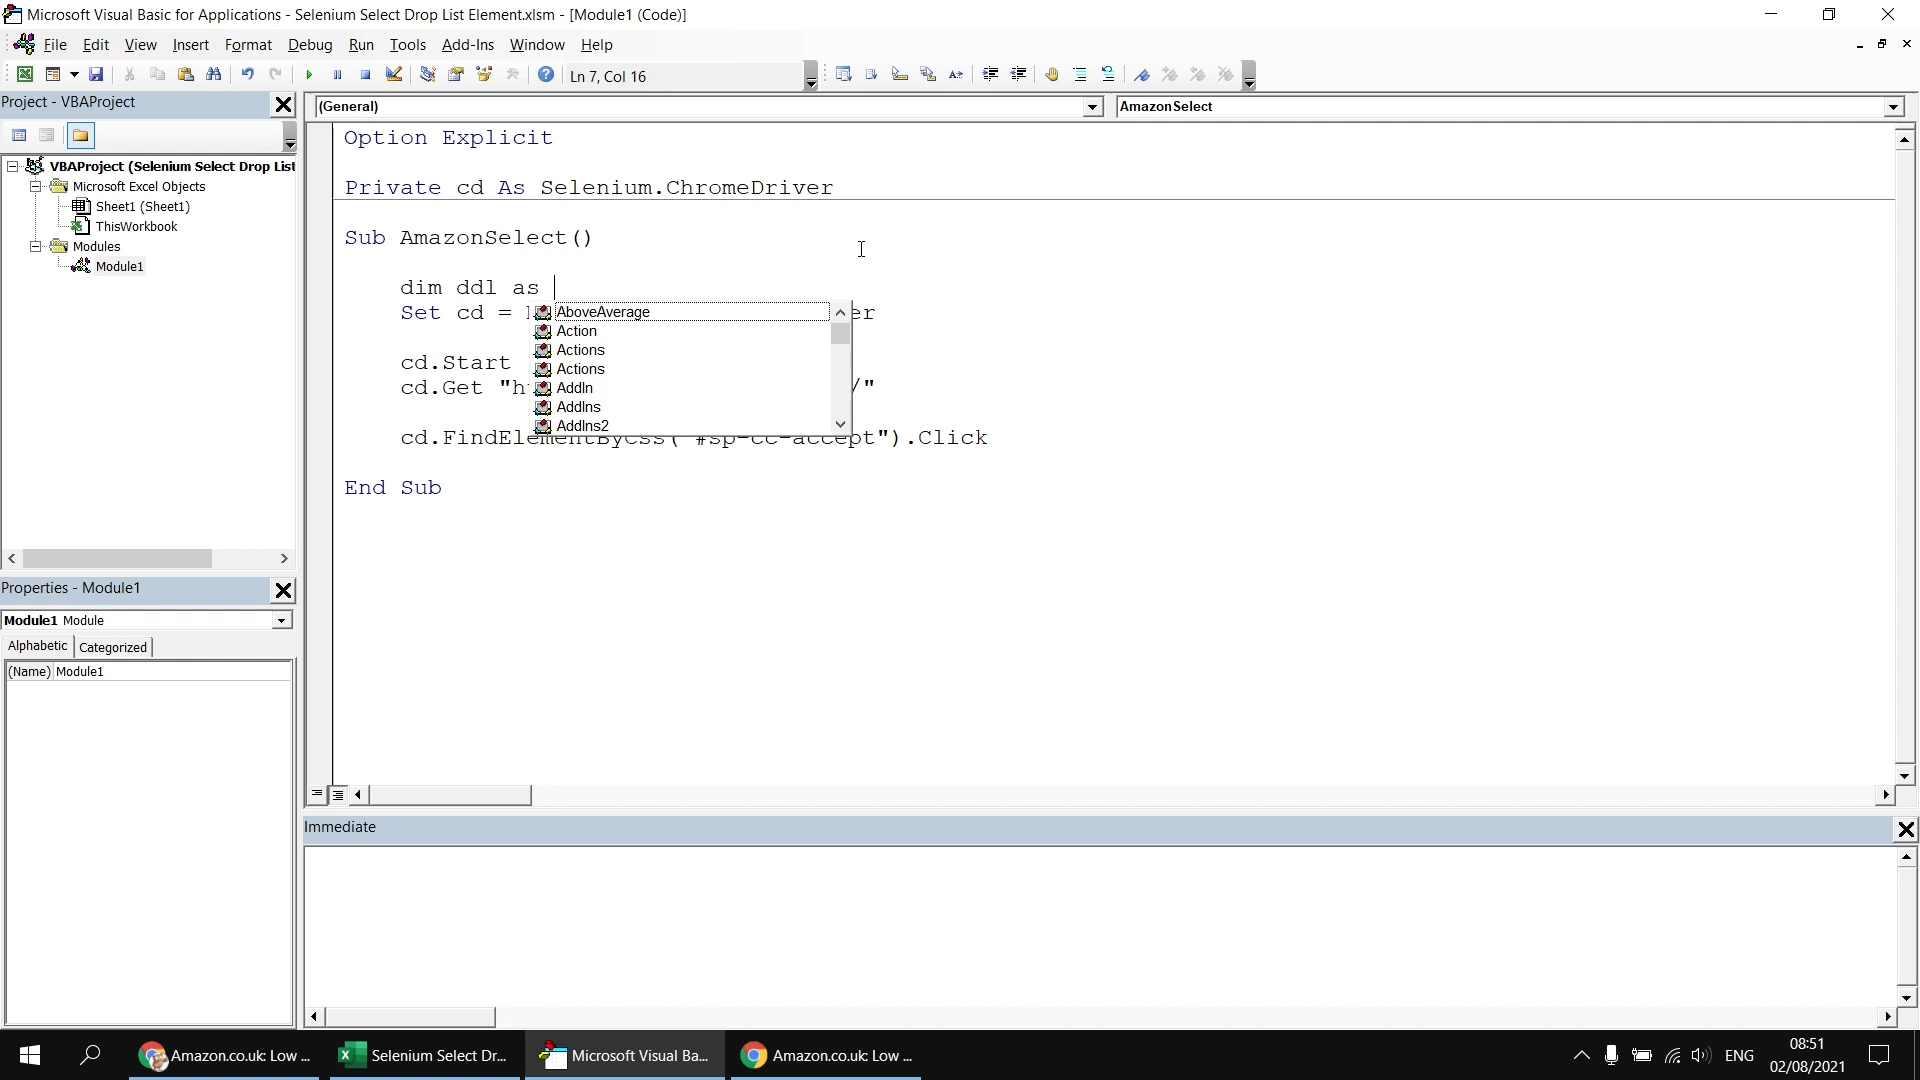 Microsoft Visual Basic for Applications - Selenium Select Drop List Element.xlsm - [Module1 (Code)]
File Edit View Insert Format Debug Run Tools Add-Ins Window Help
Ln 7, Col 16
Project - VBAProject
(General)
AmazonSelect
VBAProject (Selenium Select Drop List
Microsoft Excel Objects
Sheet1 (Sheet1)
ThisWorkbook
Modules
Module1
Option Explicit
Private cd As Selenium.ChromeDriver
Sub AmazonSelect()
dim ddl as
Set cd = er
AboveAverage
Action
Actions
Actions
AddIn
AddIns
AddIns2
cd.Start
cd.Get "h /"
cd.FindElementByCss("#sp-cc-accept").Click
End Sub
Properties - Module1
Module1 Module
Alphabetic Categorized
(Name) Module1
Immediate
Amazon.co.uk: Low ...
Selenium Select Dr...
Microsoft Visual Ba...
Amazon.co.uk: Low ...
ENG
08:51
02/08/2021